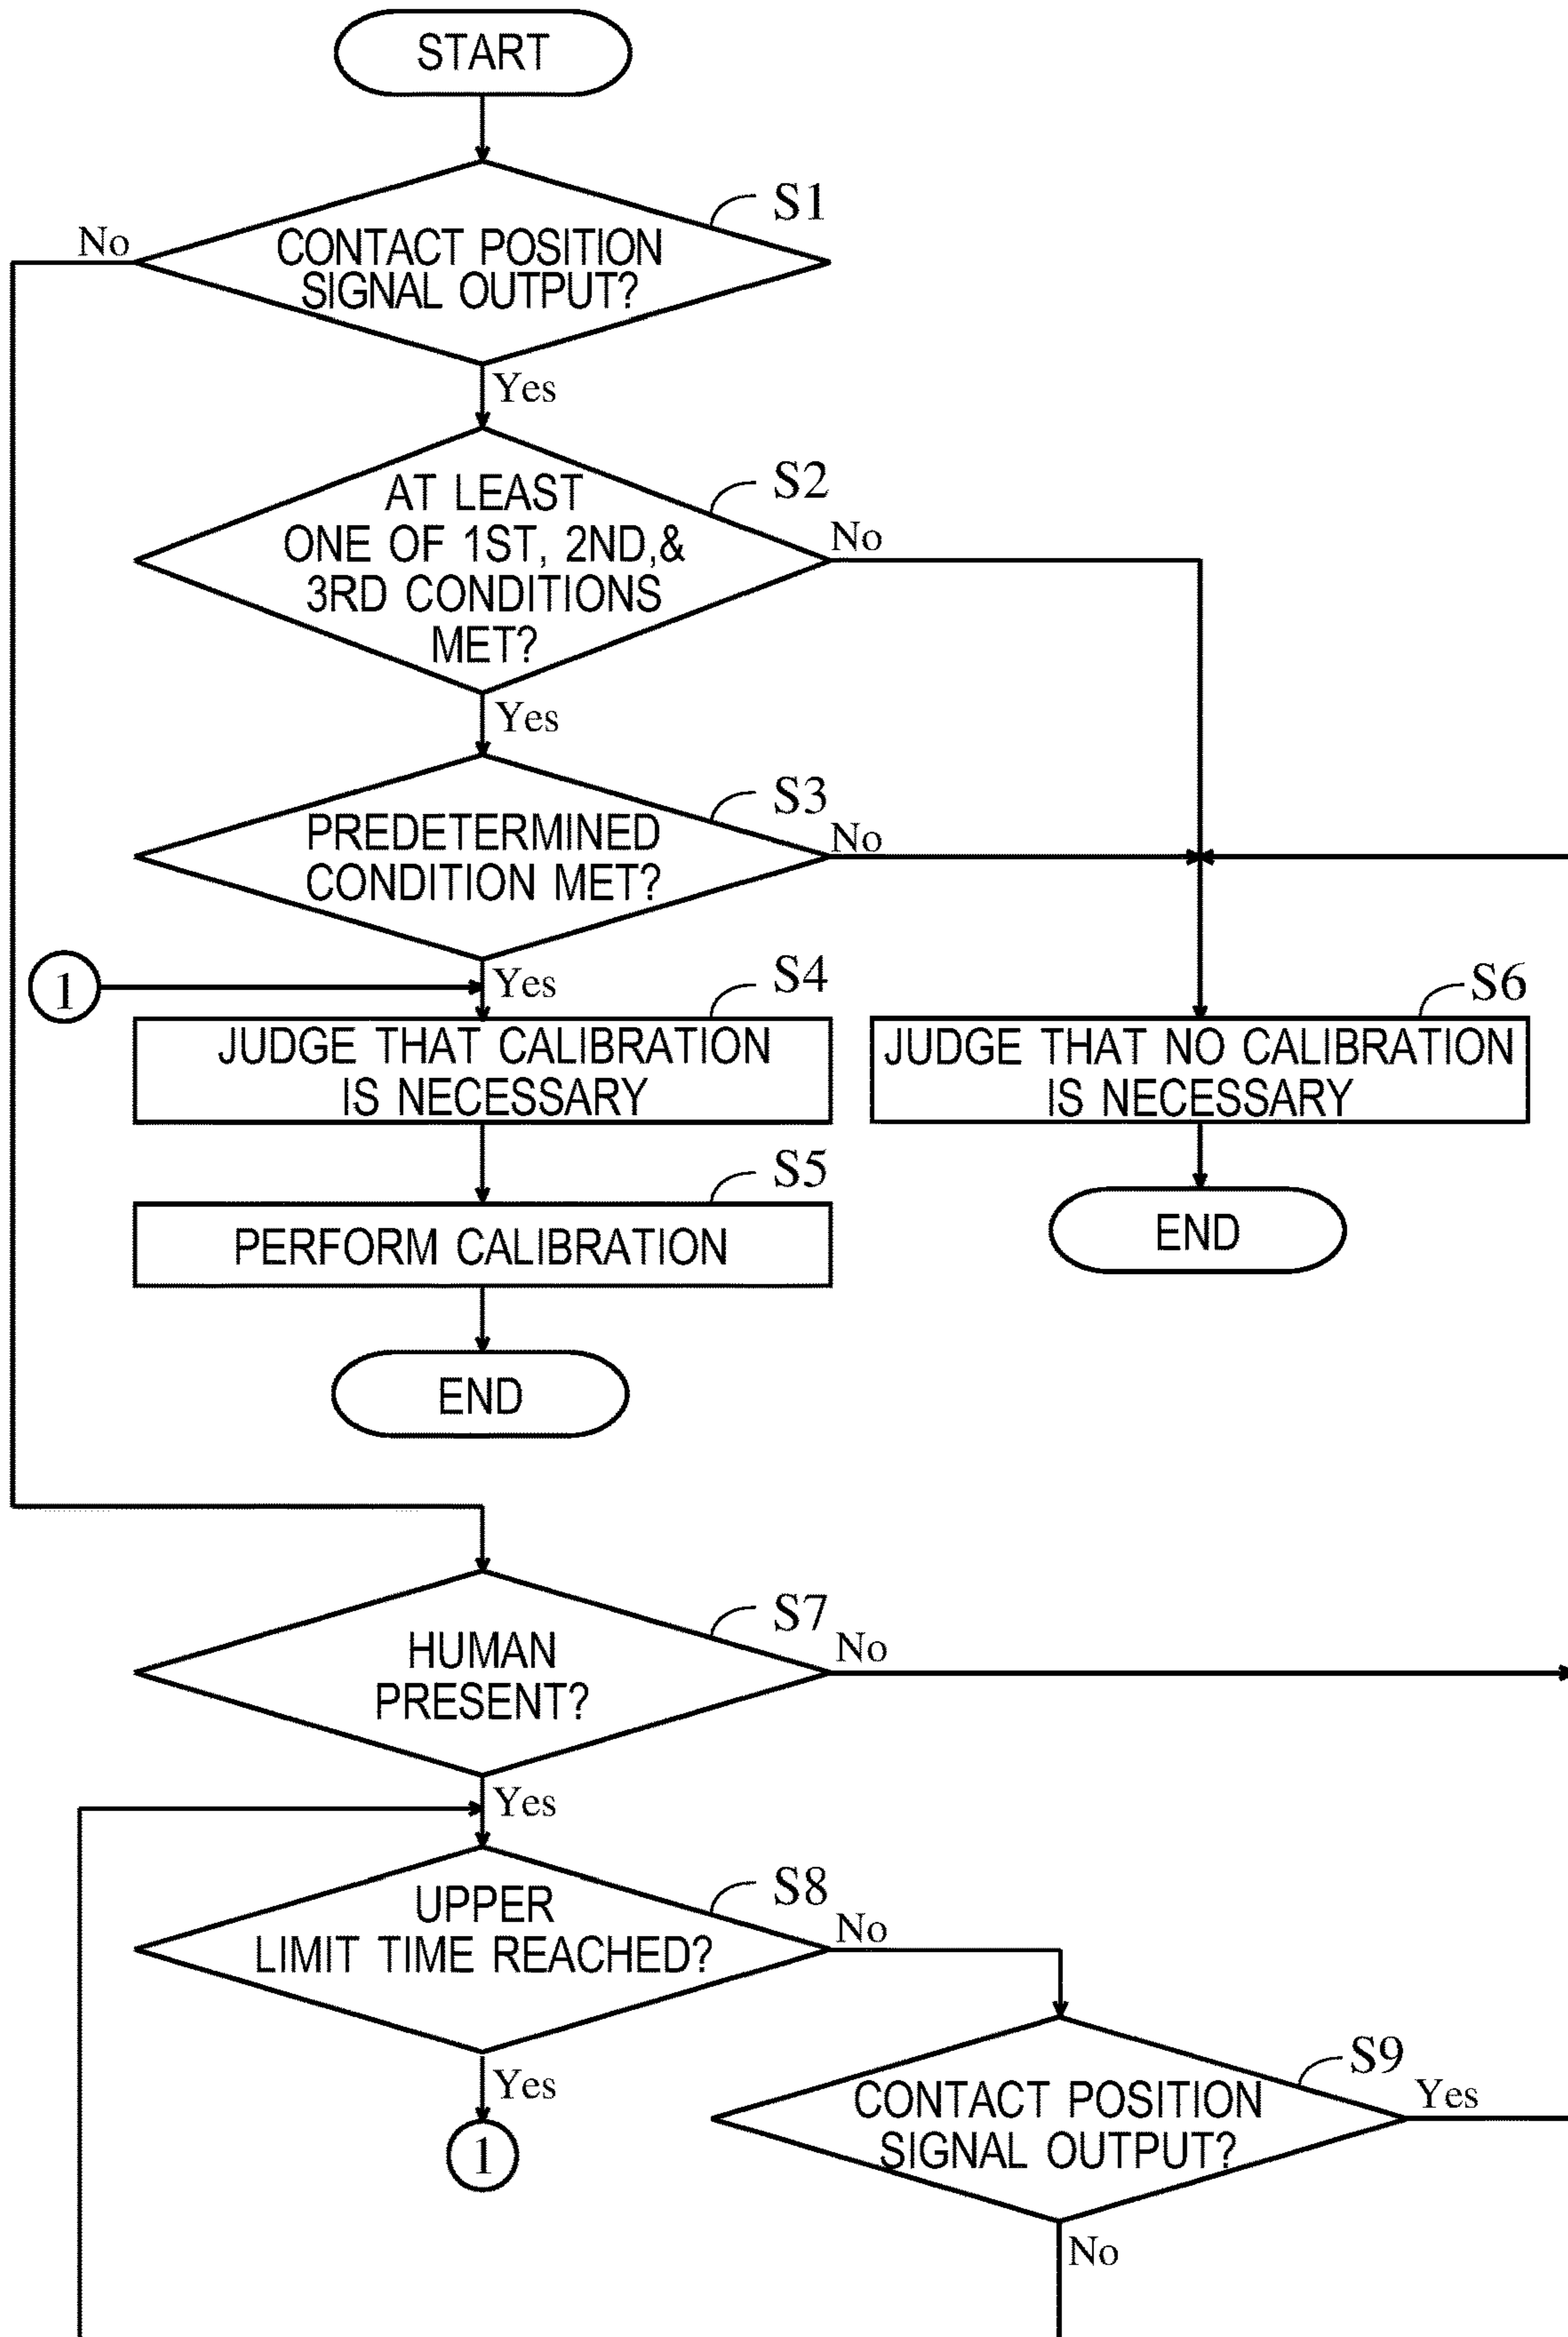 START
S1
No
CONTACT POSITION
SIGNAL OUTPUT?
Yes
S2
AT LEAST
ONE OF 1ST, 2ND,&
3RD CONDITIONS
MET?
No
Yes
S3
PREDETERMINED
CONDITION MET?
No
1
Yes
S4
JUDGE THAT CALIBRATION
IS NECESSARY
S6
JUDGE THAT NO CALIBRATION
IS NECESSARY
S5
PERFORM CALIBRATION
END
END
S7
HUMAN
PRESENT?
No
Yes
S8
UPPER
LIMIT TIME REACHED?
No
Yes
1
S9
CONTACT POSITION
SIGNAL OUTPUT?
Yes
No